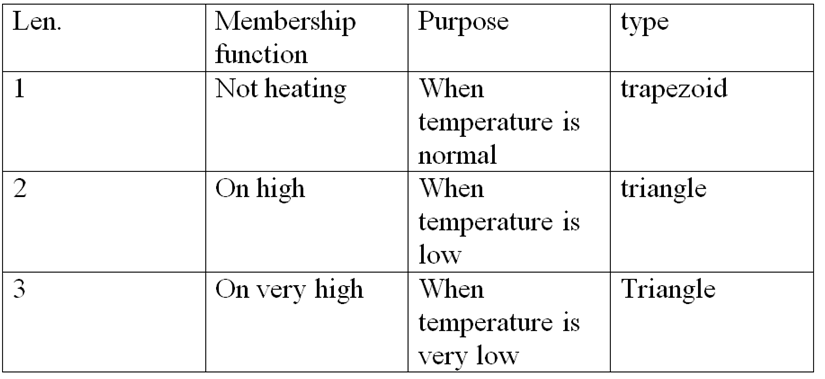 Len.
Membership
function
Purpose
type
1
Not heating
When
temperature is
normal
trapezoid
2
On high
When
temperature is
low
triangle
3
On very high
When
temperature is
very low
Triangle